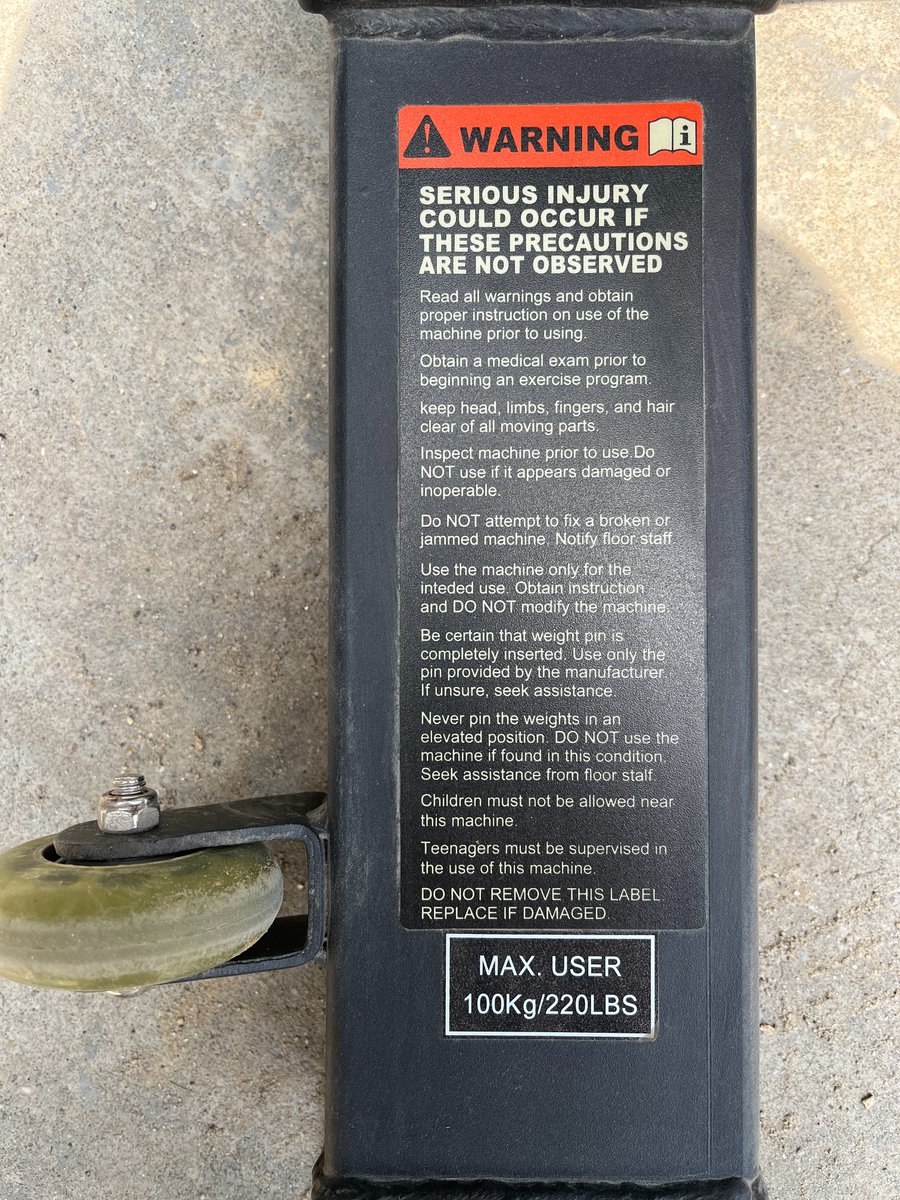 WARNING
SERIOUS INJURY
COULD OCCUR IF
THESE PRECAUTIONS
ARE NOT OBSERVED
Read all warnings and obtain
proper instruction on use of the
machine prior to using.
Obtain a medical exam prior to
beginning an exercise program.
keep head, limbs, fingers, and hair
clear of all moving parts.
Inspect machine prior to use.Do
NOT use if it appears damaged or
inoperable.
Do NOT attempt to fix a broken or
jammed machine. Notify floor staff
Use the machine only for the
inteded use. Obtain instruction
and DO NOT modify the machine.
Be certain that weight pin is
completely inserted. Use only the
pin provided by the manufacturer.
If unsure, seek assistance.
Never pin the weights in an
elevated position. DO NOT use the
machine if found in this condition.
Seek assistance from floor stalf.
Children must not be allowed near
this machine.
Teenagers must be supervised in
the use of this machine.
DO NOT REMOVE THIS LABEL
REPLACE IF DAMAGED
MAX. USER
100Kg/220LBS